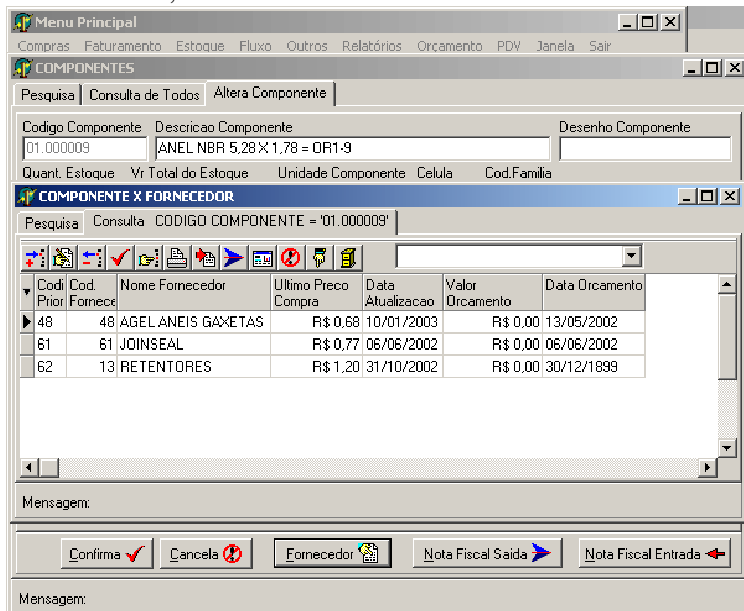 Menu Principal
Compras Faturamento Estoque Fluxo Outros Relatórios Orçamento PDV Janela Sair
COMPONENTES
Pesquisa Consulta de Todos Altera Componente
Codigo Componente Descricao Componente Desenho Componente
01.000009 ANEL NBR 5,28 X 1,78 = OR1-9
Quant. Estoque Vr Total do Estoque Unidade Componente Celula Cod.Familia
COMPONENTE X FORNECEDOR
Pesquisa Consulta CODIGO COMPONENTE = '01.000009'
Codi Cod. Nome Fornecedor Ultimo Preco Data Valor Data Orcamento
Prior Fornece Compra Atualizacao Orcamento
48 48 AGEL ANEIS GAXETAS R$ 0,68 10/01/2003 R$ 0,00 13/05/2002
61 61 JOINSEAL R$ 0,77 06/06/2002 R$ 0,00 06/06/2002
62 13 RETENTORES R$ 1,20 31/10/2002 R$ 0,00 30/12/1899
Mensagem:
Confirma Cancela Fornecedor Nota Fiscal Saida Nota Fiscal Entrada
Mensagem: